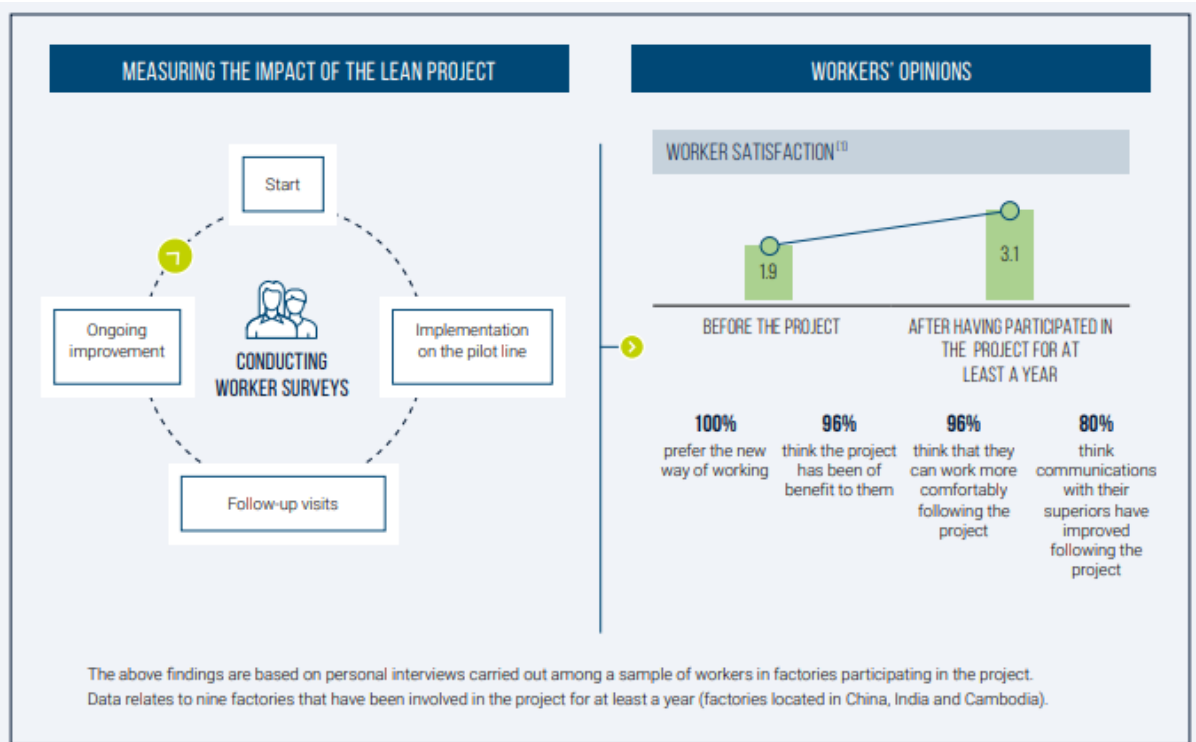 MEASURING THE IMPACT OF THE LEAN PROJECT
Start
Ongoing
improvement
CONDUCTING
WORKER SURVEYS
Implementation
on the pilot line
Follow-up visits
WORKERS' OPINIONS
WORKER SATISFACTION(1)
1.9
3.1
BEFORE THE PROJECT
AFTER HAVING PARTICIPATED IN
THE PROJECT FOR AT
LEAST A YEAR
100%
prefer the new
way of working
96%
think the project
has been of
benefit to them
96%
think that they
can work more
comfortably
following the
project
80%
think
communications
with their
superiors have
improved
following the
project
The above findings are based on personal interviews carried out among a sample of workers in factories participating in the project.
Data relates to nine factories that have been involved in the project for at least a year (factories located in China, India and Cambodia).